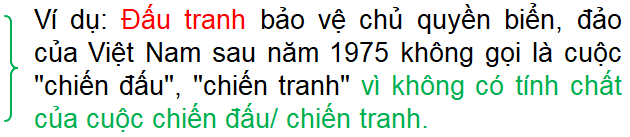 Ví dụ: Đấu tranh bảo vệ chủ quyền biển, đảo
của Việt Nam sau năm 1975 không gọi là cuộc
"chiến đấu", "chiến tranh" vì không có tính chất
của cuộc chiến đấu/ chiến tranh.